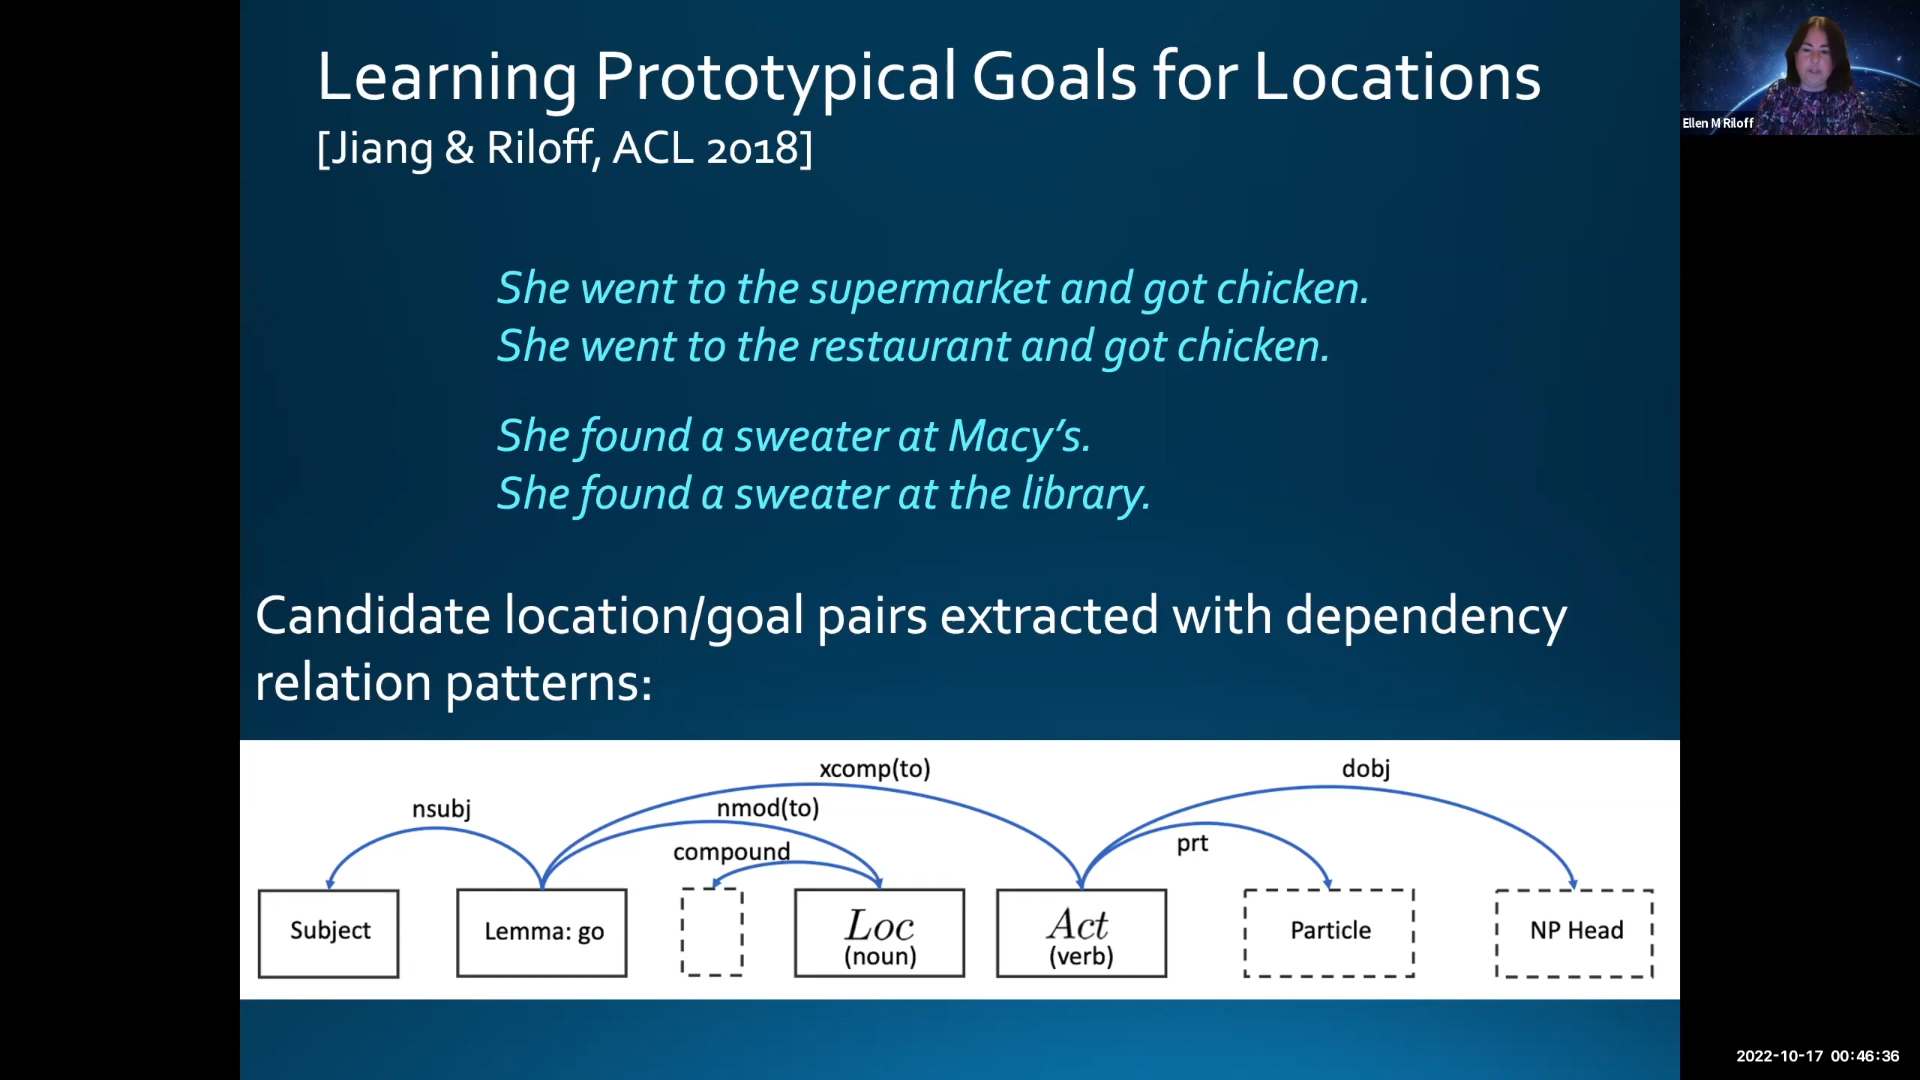 Learning Prototypical Goals for Locations
[Jiang & Riloff, ACL 2018]
Ellen M Riloff
She went to the supermarket and got chicken.
She went to the restaurant and got chicken.
She found a sweater at Macy’s.
She found a sweater at the library.
Candidate location/goal pairs extracted with dependency
relation patterns:
xcomp(to)
dobj
nsubj
nmod(to)
prt
compound
Subject
Lemma: go
Loc
(noun)
Act
(verb)
Particle
NP Head
2022-10-17 00:46:36